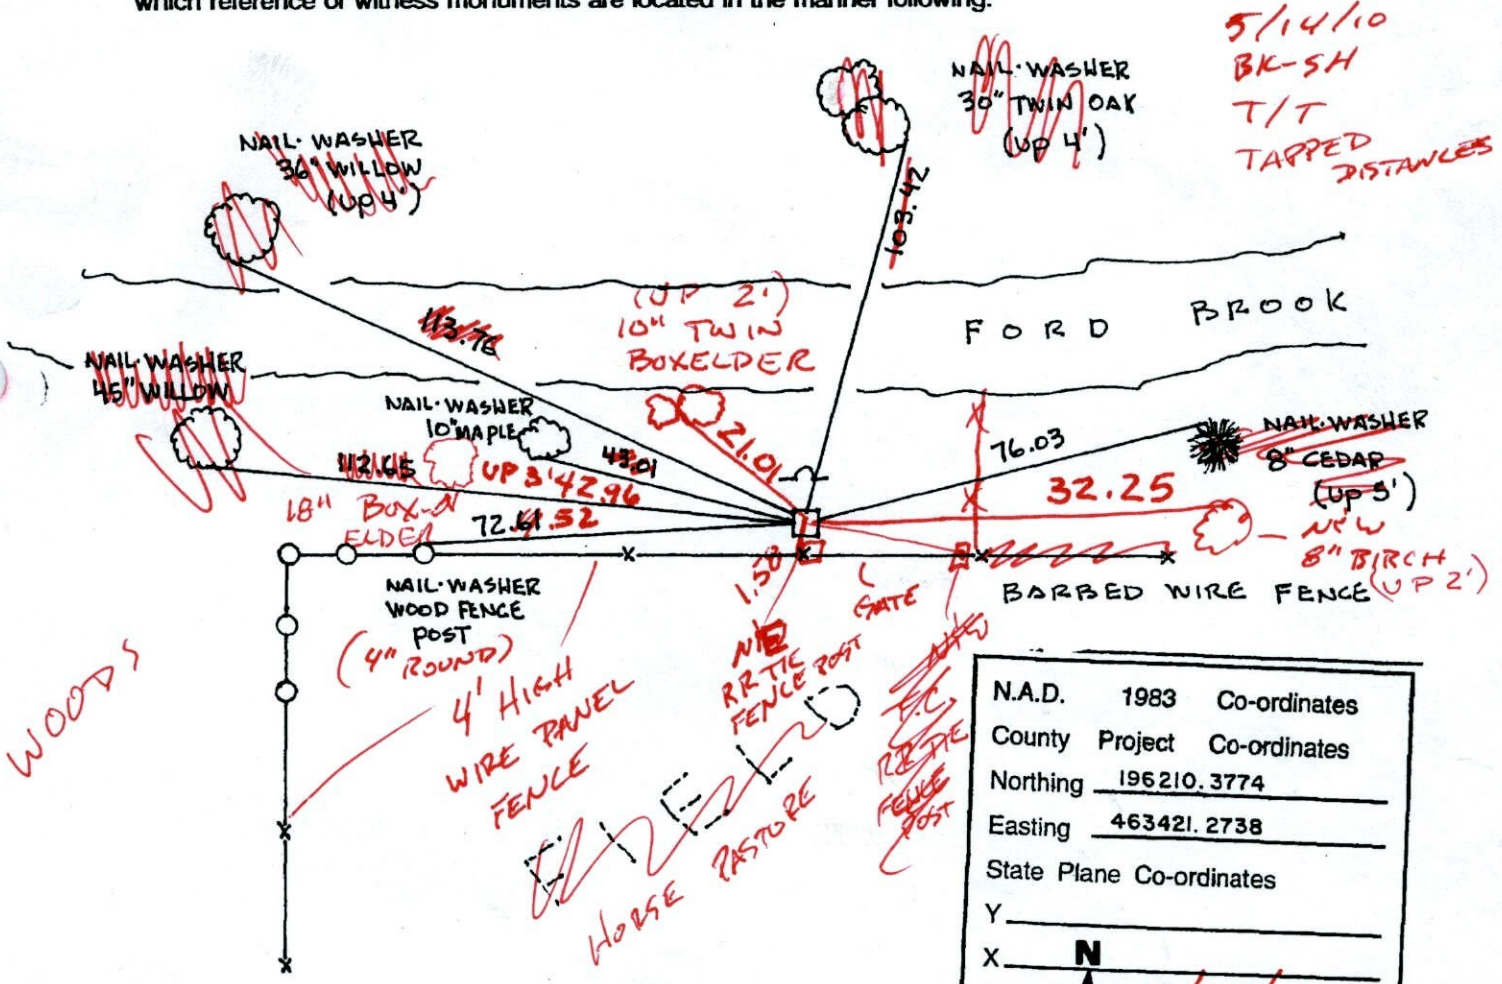 which reference or witness monuments are located in the manner following:
5/14/10
BK-SH
T/T
TAPPED
DISTANCES
NAIL·WASHER
30" TWIN OAK
(UP 4')
NAIL·WASHER
36" WILLOW
(UP 4')
103.42
(UP 2')
10" TWIN
BOXELDER
FORD BROOK
113.76
NAIL·WASHER
45" WILLOW
NAIL·WASHER
10" MAPLE
21.01
76.03
NAIL·WASHER
8" CEDAR
(UP 5')
112.65
UP 3'
43.01
42.96
32.25
18" BOX-
ELDER
72.61
.52
NEW
8" BIRCH
(UP 2')
NAIL·WASHER
WOOD FENCE
POST
(4" ROUND)
1.50
GATE
BARBED WIRE FENCE
WOODS
4' HIGH
WIRE PANEL
FENCE
RR TIE
FENCE POST
RR TIE
FENCE
POST
FIELD
HORSE PASTORE
N.A.D. 1983 Co-ordinates
County Project Co-ordinates
Northing 196210.3774
Easting 463421.2738
State Plane Co-ordinates
Y
X
N